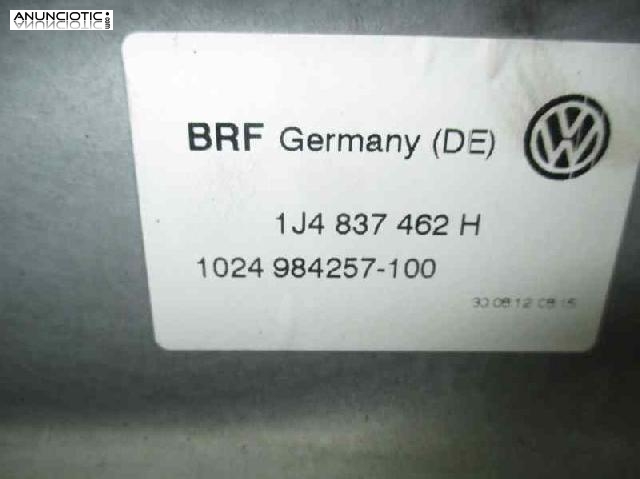 ANUNCIOTIC
BRF Germany (DE)
1J4 837 462 H
1024 984257-100
30.08.12 08:15